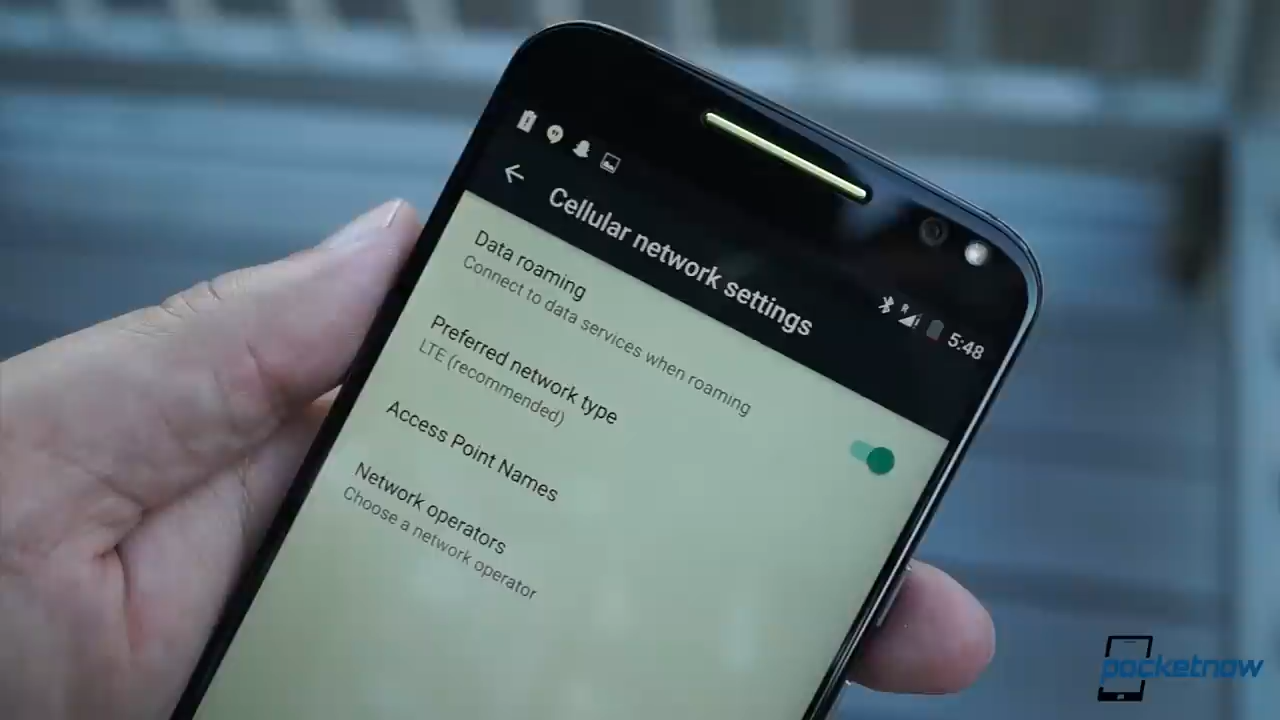 R
5:48
Cellular network settings
Data roaming
Connect to data services when roaming
Preferred network type
LTE (recommended)
Access Point Names
Network operators
Choose a network operator
pocketnow